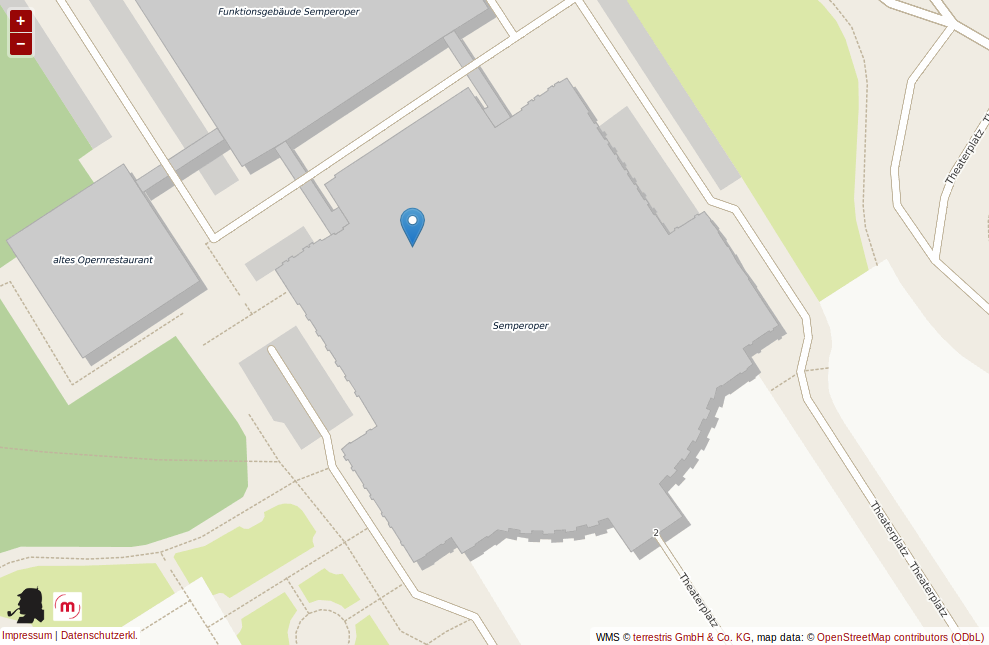 Funktionsgebäude Semperoper
+
−
Theaterplatz
Th
altes Opernrestaurant
Semperoper
2
Theaterplatz
Theaterplatz
Theaterplatz
m
Impressum | Datenschutzerkl.
WMS © terrestris GmbH & Co. KG, map data: © OpenStreetMap contributors (ODbL)